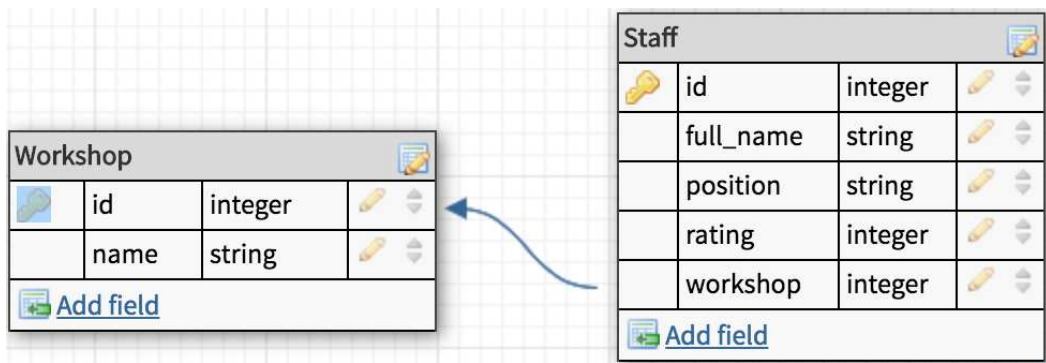 Workshop
id integer
name string
Add field
Staff
id integer
full_name string
position string
rating integer
workshop integer
Add field